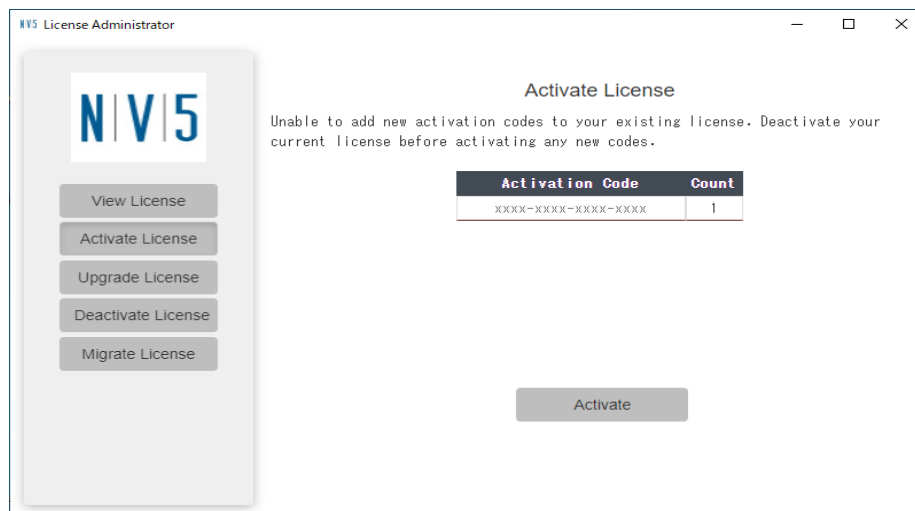 NV5 License Administrator
N|V|5
View License
Activate License
Upgrade License
Deactivate License
Migrate License
Activate License
Unable to add new activation codes to your existing license. Deactivate your
current license before activating any new codes.
Activation Code Count
xxxx-xxxx-xxxx-xxxx 1
Activate